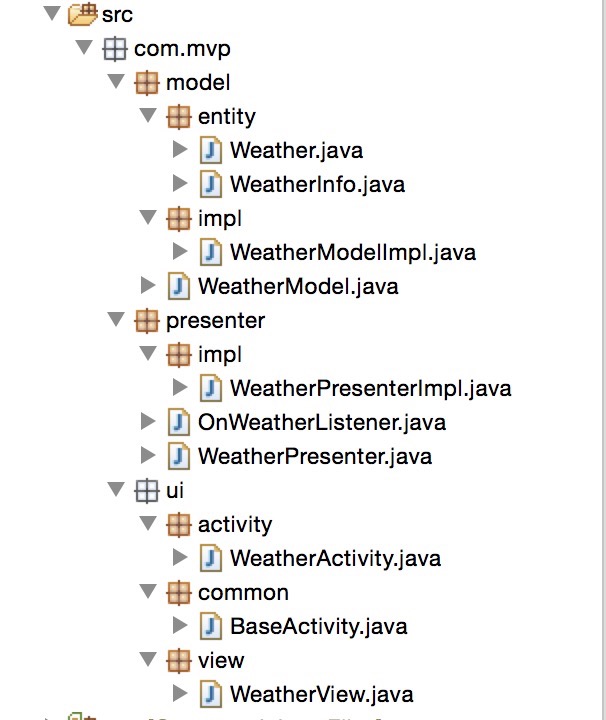 src
com.mvp
model
entity
Weather.java
WeatherInfo.java
impl
WeatherModelImpl.java
WeatherModel.java
presenter
impl
WeatherPresenterImpl.java
OnWeatherListener.java
WeatherPresenter.java
ui
activity
WeatherActivity.java
common
BaseActivity.java
view
WeatherView.java